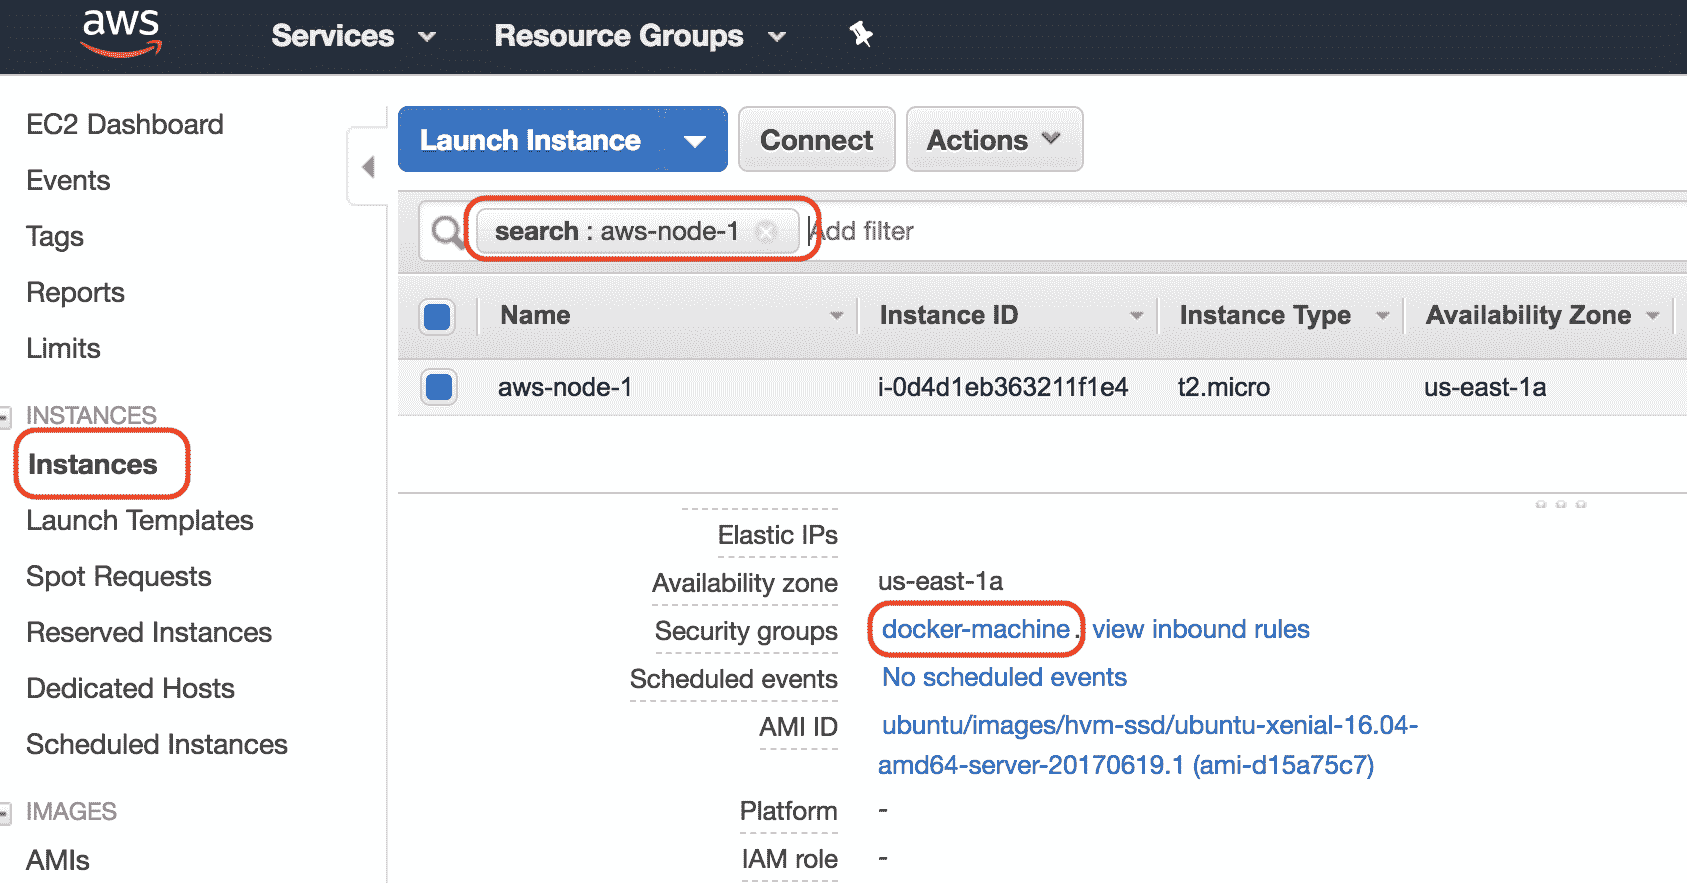 aws
Services
Resource Groups
EC2 Dashboard
Events
Tags
Reports
Limits
INSTANCES
Instances
Launch Templates
Spot Requests
Reserved Instances
Dedicated Hosts
Scheduled Instances
IMAGES
AMIs
Launch Instance
Connect
Actions
search : aws-node-1
Add filter
Name Instance ID Instance Type Availability Zone
aws-node-1 i-0d4d1eb363211f1e4 t2.micro us-east-1a
Elastic IPs
Availability zone us-east-1a
Security groups docker-machine. view inbound rules
Scheduled events No scheduled events
AMI ID ubuntu/images/hvm-ssd/ubuntu-xenial-16.04-
amd64-server-20170619.1 (ami-d15a75c7)
Platform -
IAM role -